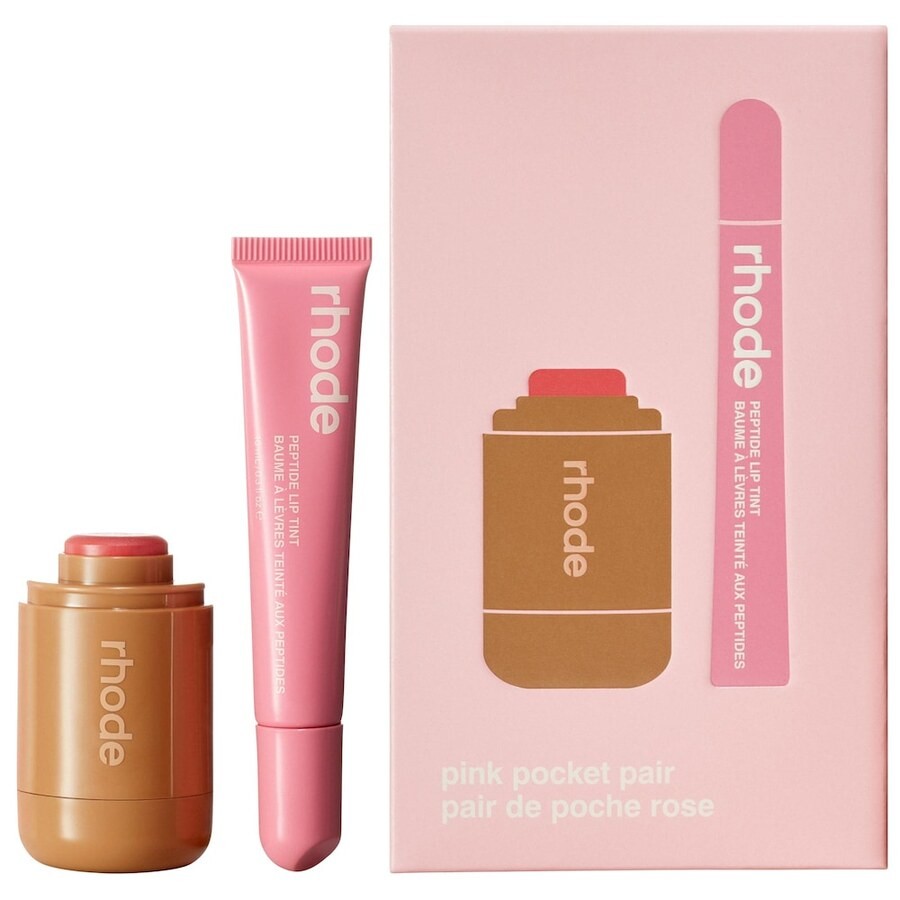 rhode
rhode
PEPTIDE LIP TINT
BAUME À LÈVRES TEINTÉ AUX PEPTIDES
rhode
rhode
PEPTIDE LIP TINT
BAUME À LÈVRES TEINTÉ AUX PEPTIDES
pink pocket pair
pair de poche rose